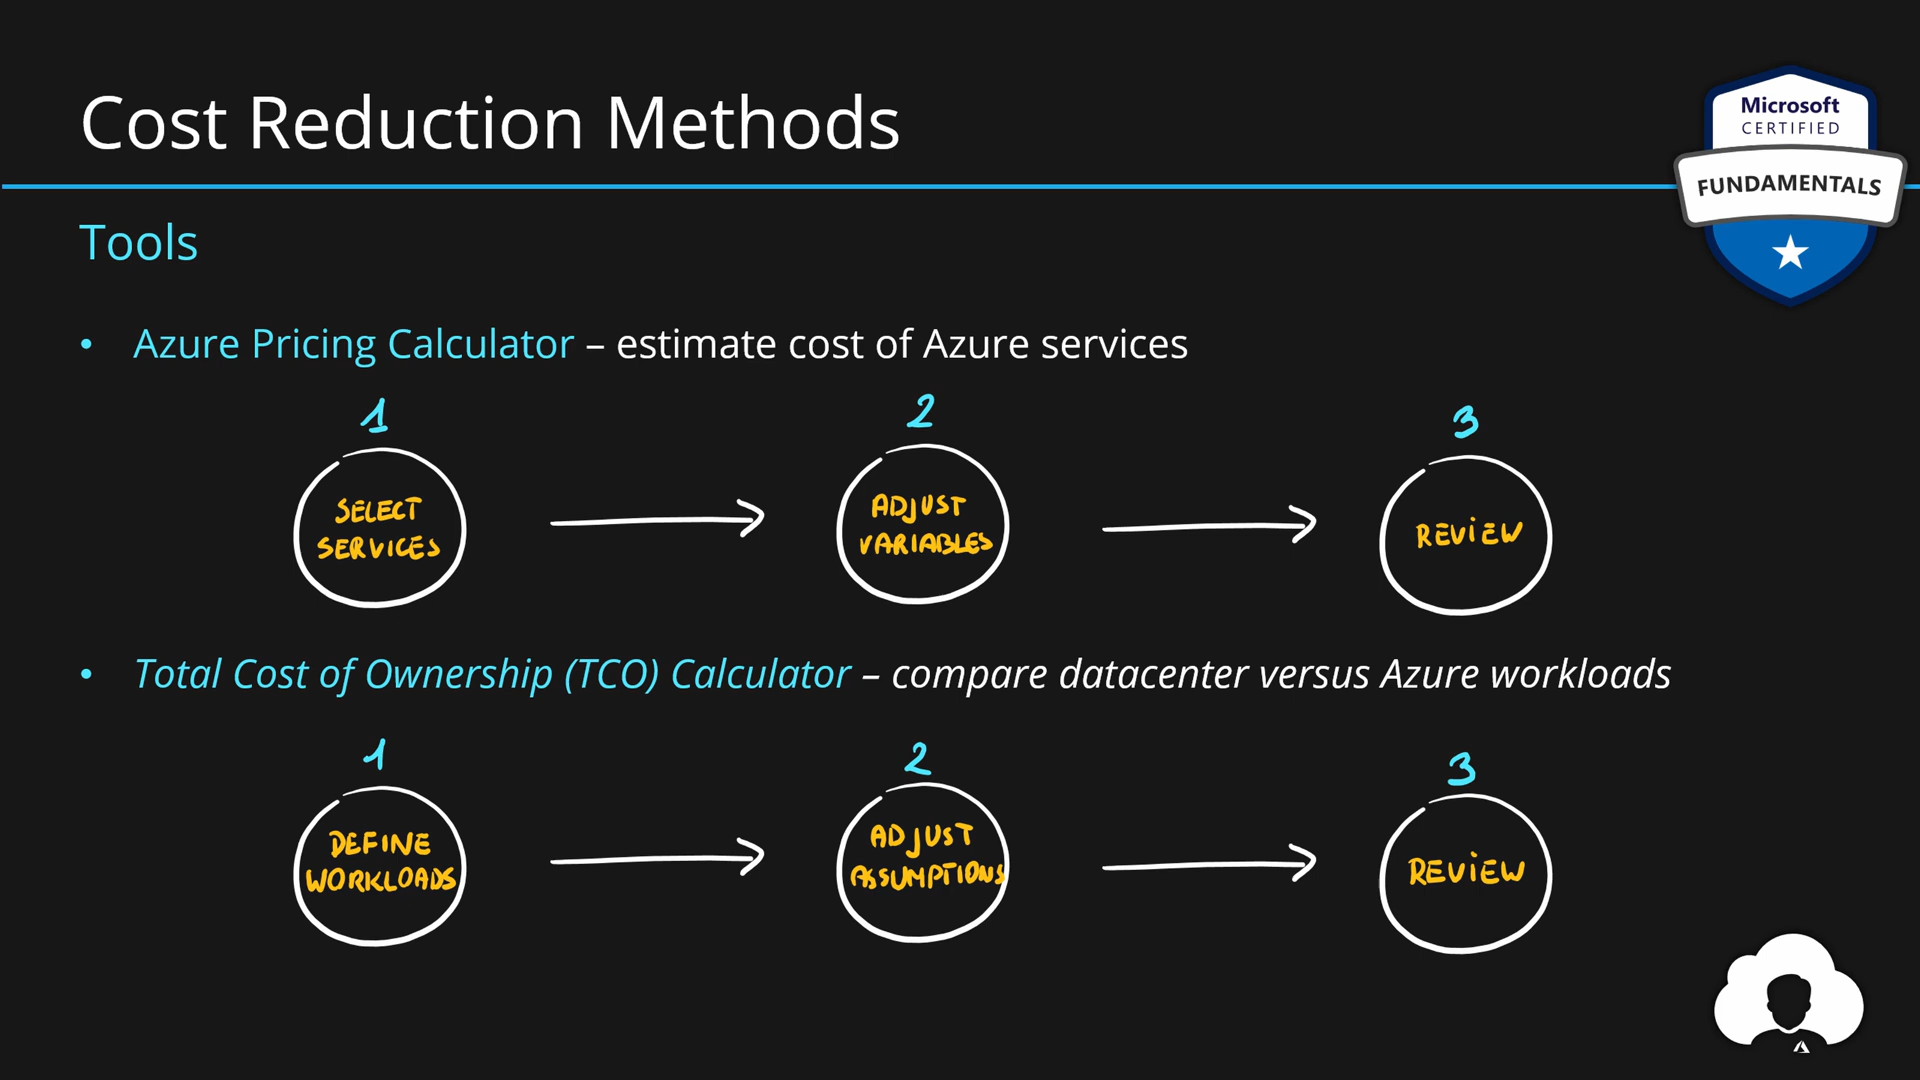 Cost Reduction Methods
Microsoft
CERTIFIED
FUNDAMENTALS
Tools
• Azure Pricing Calculator – estimate cost of Azure services
1 2 3
SELECT SERVICES
ADJUST VARIABLES
REViEW
• Total Cost of Ownership (TCO) Calculator – compare datacenter versus Azure workloads
1 2 3
DEFINE WORKLOADS
ADJUST ASSUMPTIONS
REViEW